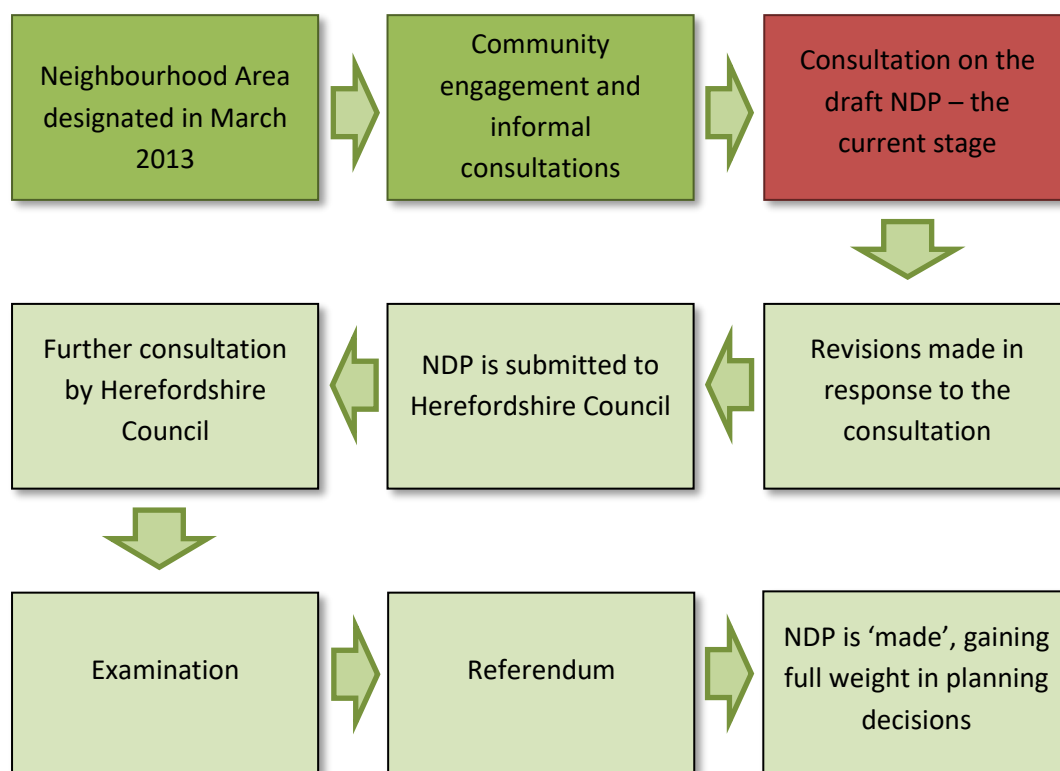 Neighbourhood Area
designated in March
2013
Community
engagement and
informal
consultations
Consultation on the
draft NDP – the
current stage
Revisions made in
response to the
consultation
NDP is submitted to
Herefordshire Council
Further consultation
by Herefordshire
Council
Examination
Referendum
NDP is ‘made’, gaining
full weight in planning
decisions